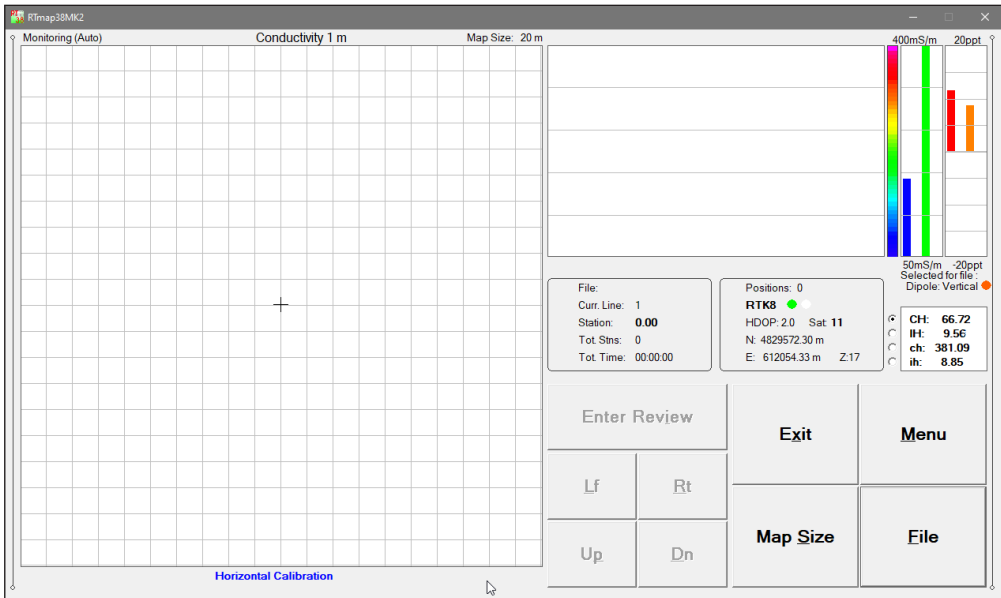 RTmap38MK2
Monitoring (Auto) Conductivity 1 m Map Size: 20 m
400mS/m 20ppt
50mS/m -20ppt
Selected for file :
Dipole: Vertical
File:
Curr. Line: 1
Station: 0.00
Tot. Stns: 0
Tot. Time: 00:00:00
Positions: 0
RTK8
HDOP: 2.0 Sat: 11
N: 4829572.30 m
E: 612054.33 m Z:17
CH: 66.72
IH: 9.56
ch: 381.09
ih: 8.85
Enter Review
Lf Rt
Up Dn
Exit Menu
Map Size File
Horizontal Calibration